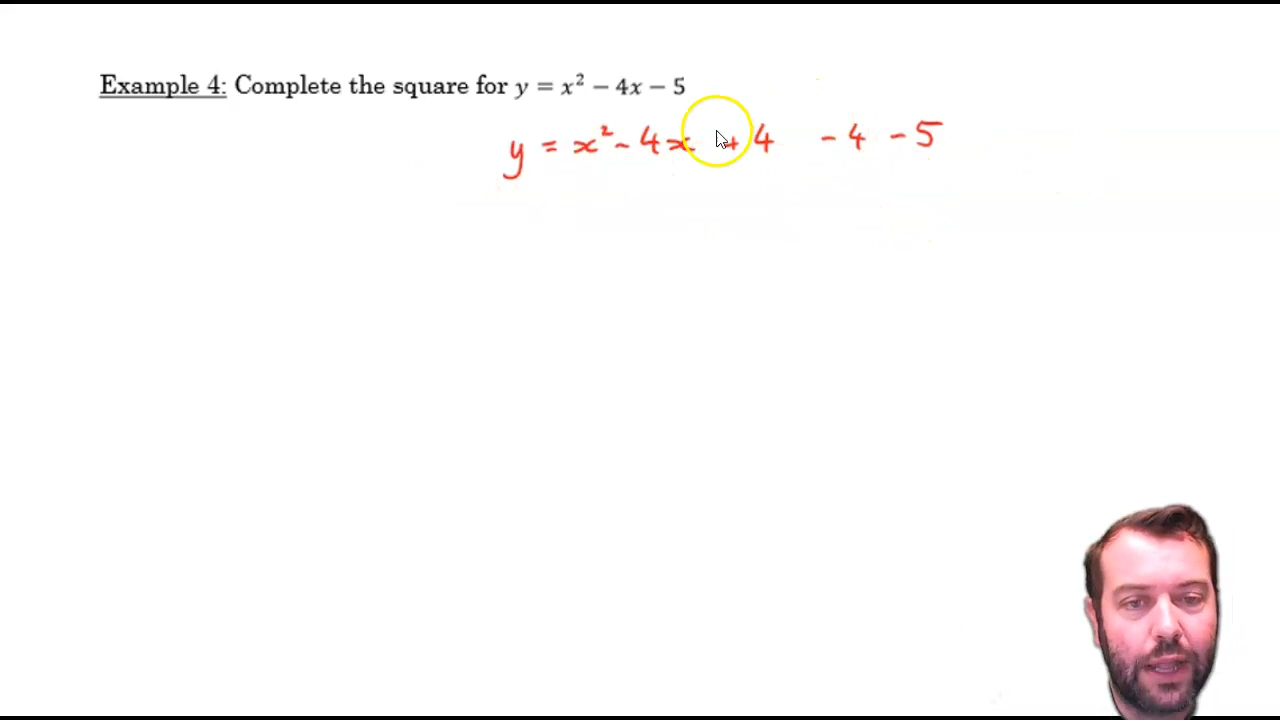 Example 4: Complete the square for y = x² − 4x − 5
y = x² - 4x + 4 - 4 - 5